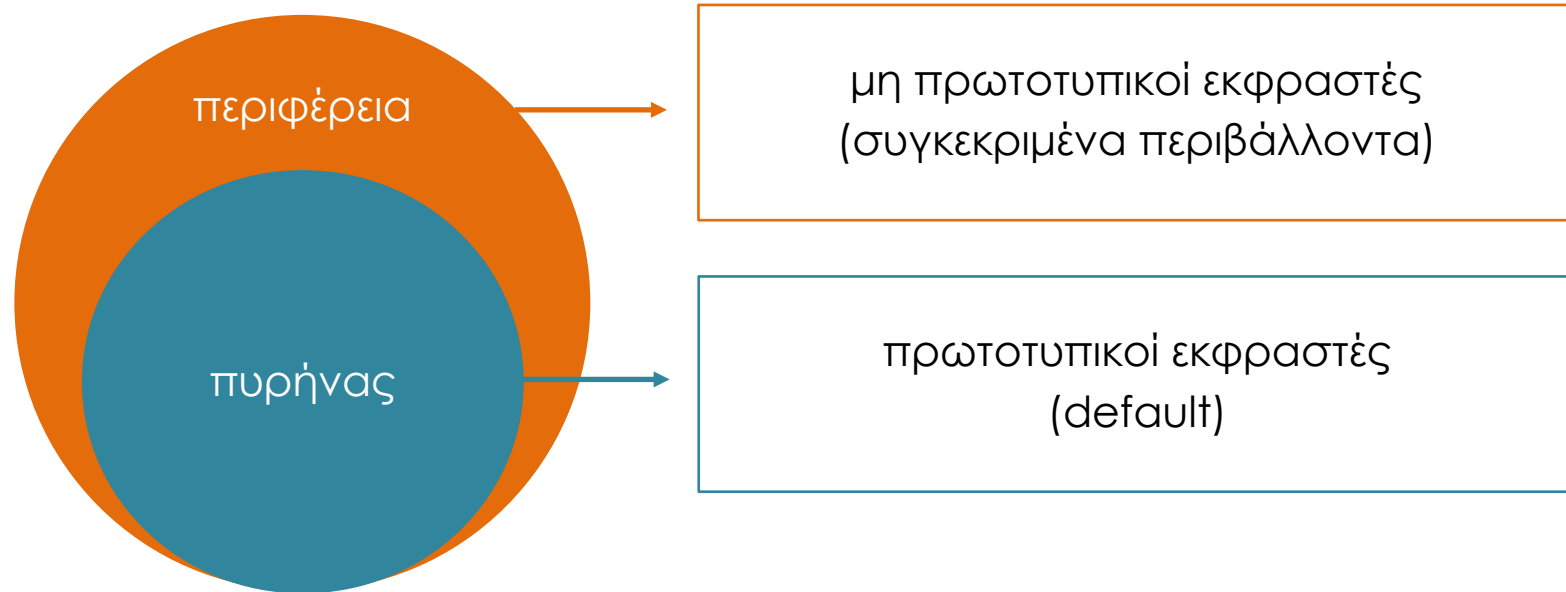 περιφέρεια
μη πρωτοτυπικοί εκφραστές
(συγκεκριμένα περιβάλλοντα)
πυρήνας
πρωτοτυπικοί εκφραστές
(default)